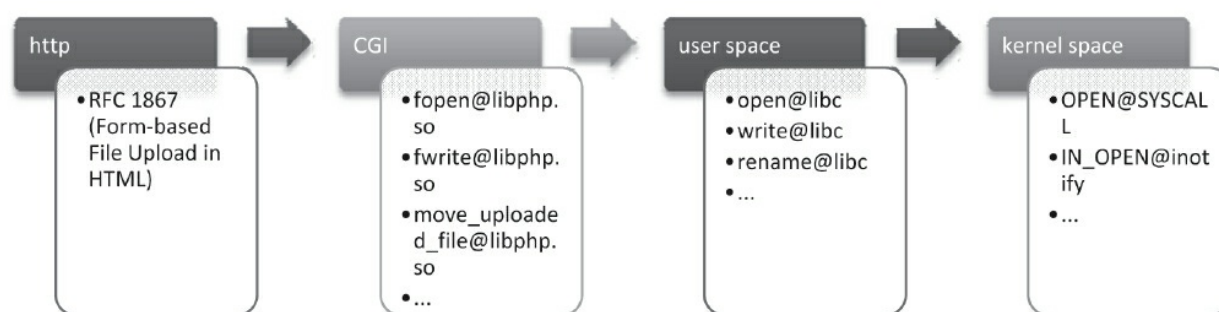 http
RFC 1867
(Form-based
File Upload in
HTML)
CGI
fopen@libphp.
so
fwrite@libphp.
so
move_uploade
d_file@libphp.
so
...
user space
open@libc
write@libc
rename@libc
...
kernel space
OPEN@SYSCAL
L
IN_OPEN@inot
ify
...